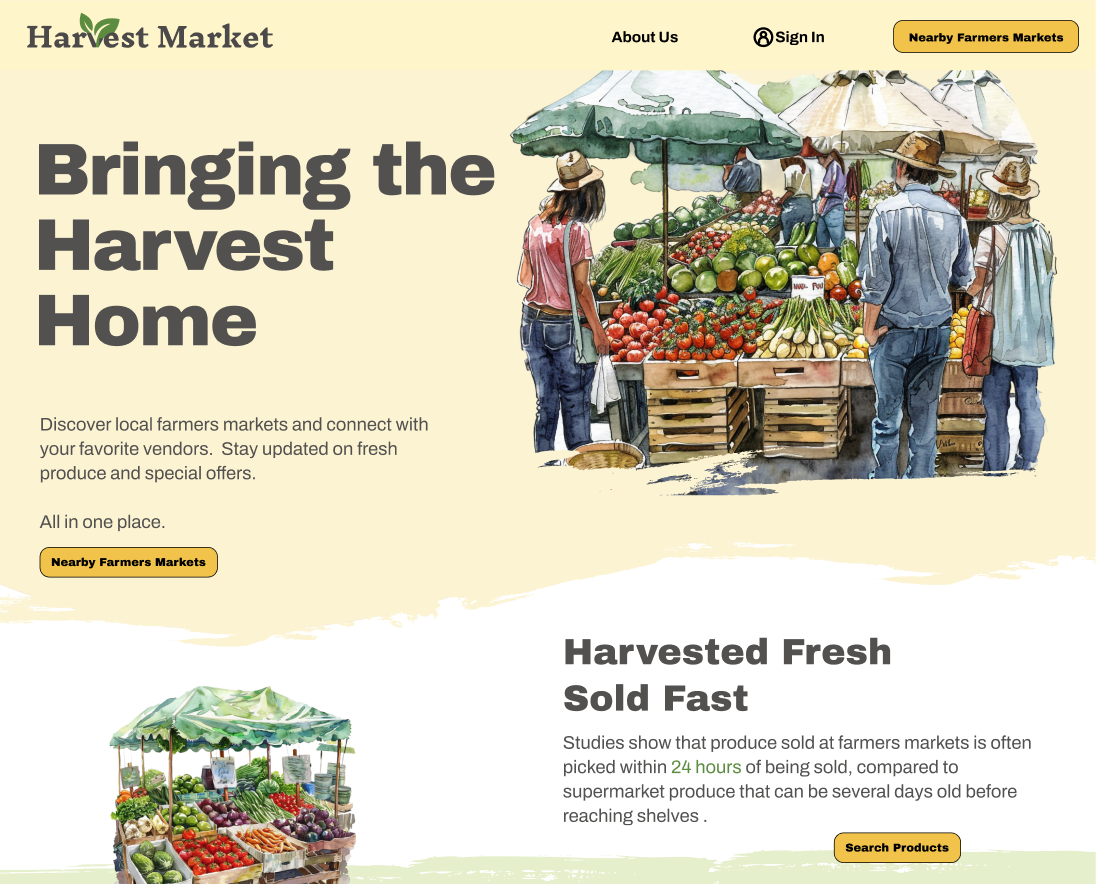 Harvest Market
About Us
Sign In
Nearby Farmers Markets
Bringing the
Harvest
Home
Discover local farmers markets and connect with
your favorite vendors.  Stay updated on fresh
produce and special offers.
All in one place.
Nearby Farmers Markets
Harvested Fresh
Sold Fast
Studies show that produce sold at farmers markets is often
picked within 24 hours of being sold, compared to
supermarket produce that can be several days old before
reaching shelves .
Search Products